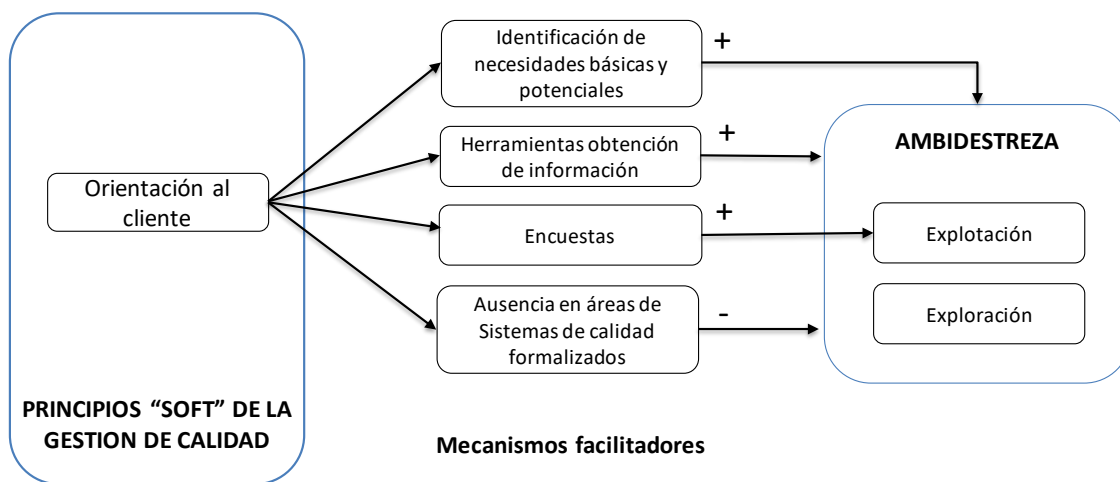 Identificación de
necesidades básicas y
potenciales
+
Herramientas obtención
de información
+
AMBIDESTREZA
Orientación al
cliente
Encuestas
+
Explotación
Ausencia en áreas de
Sistemas de calidad
formalizados
-
Exploración
PRINCIPIOS “SOFT” DE LA
GESTION DE CALIDAD
Mecanismos facilitadores